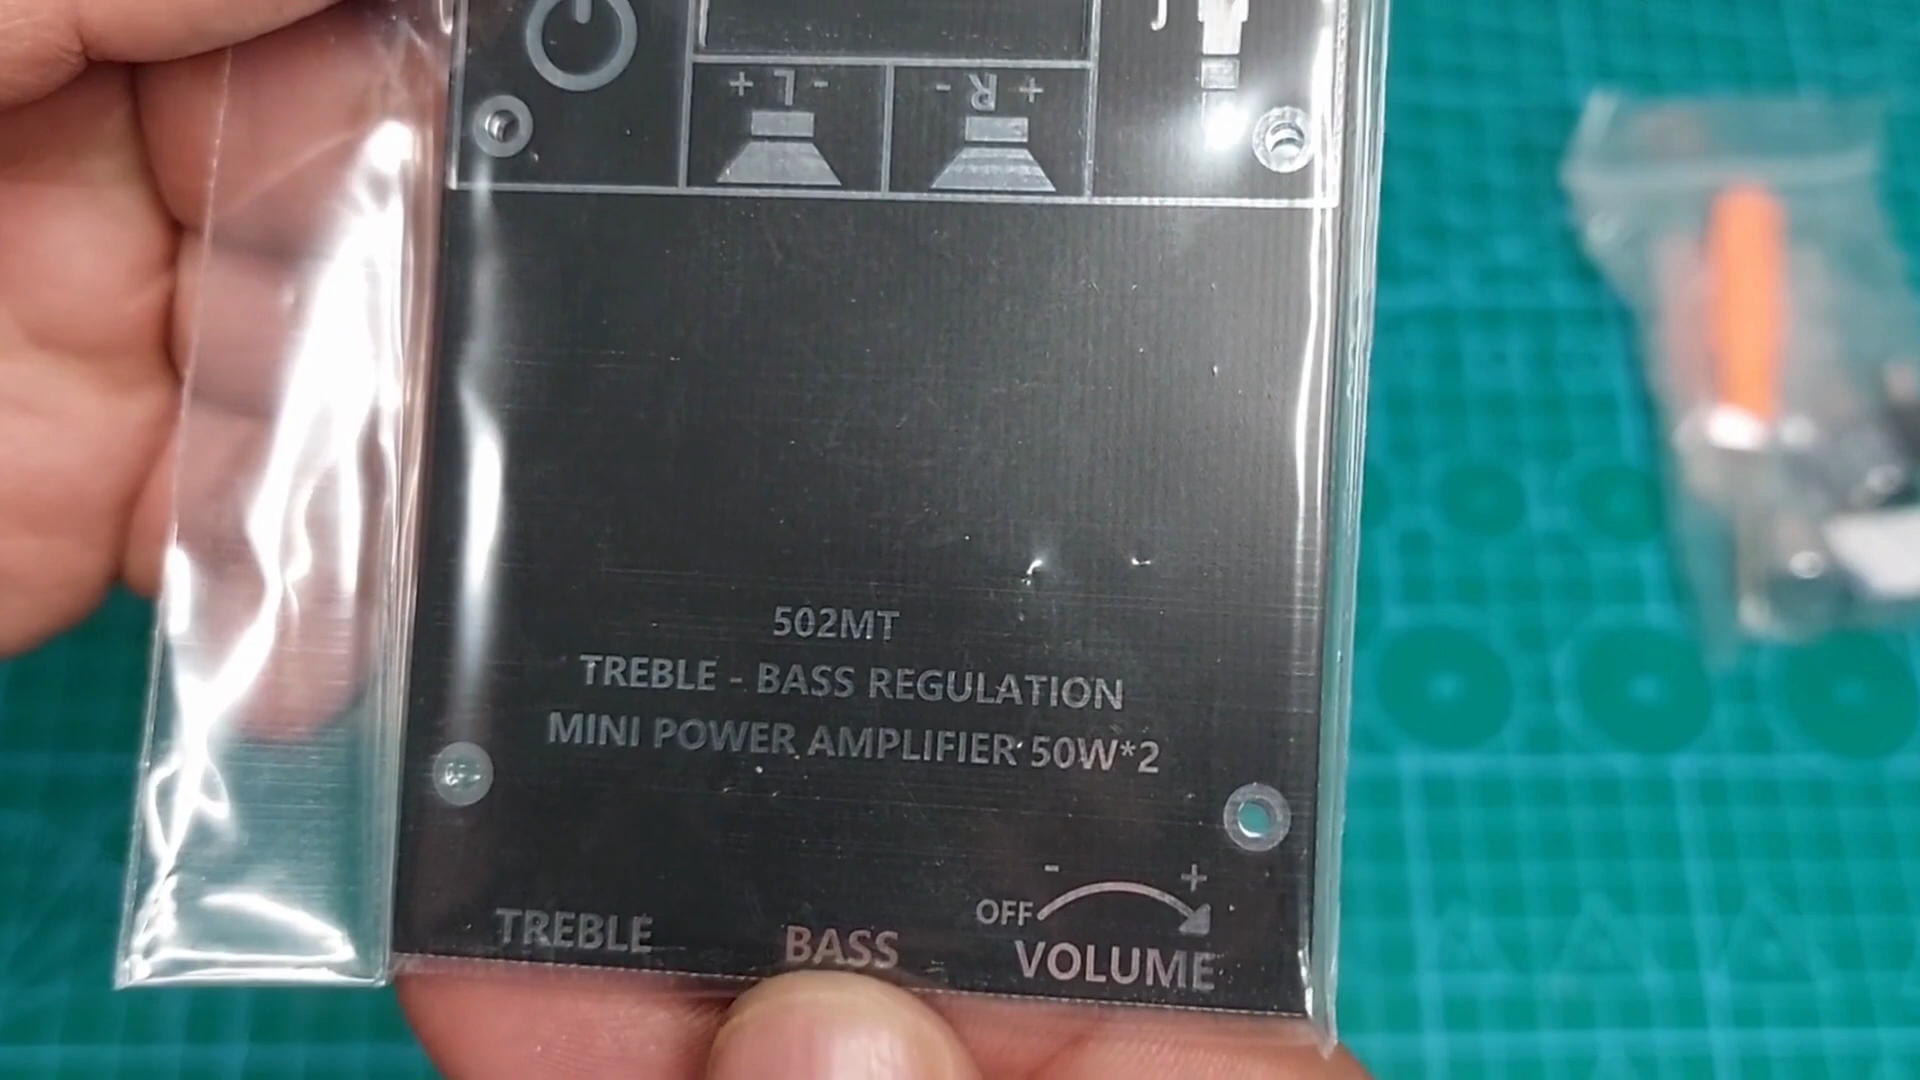 + L -
- R +
502MT
TREBLE - BASS REGULATION
MINI POWER AMPLIFIER 50W*2
- +
OFF
TREBLE BASS VOLUME